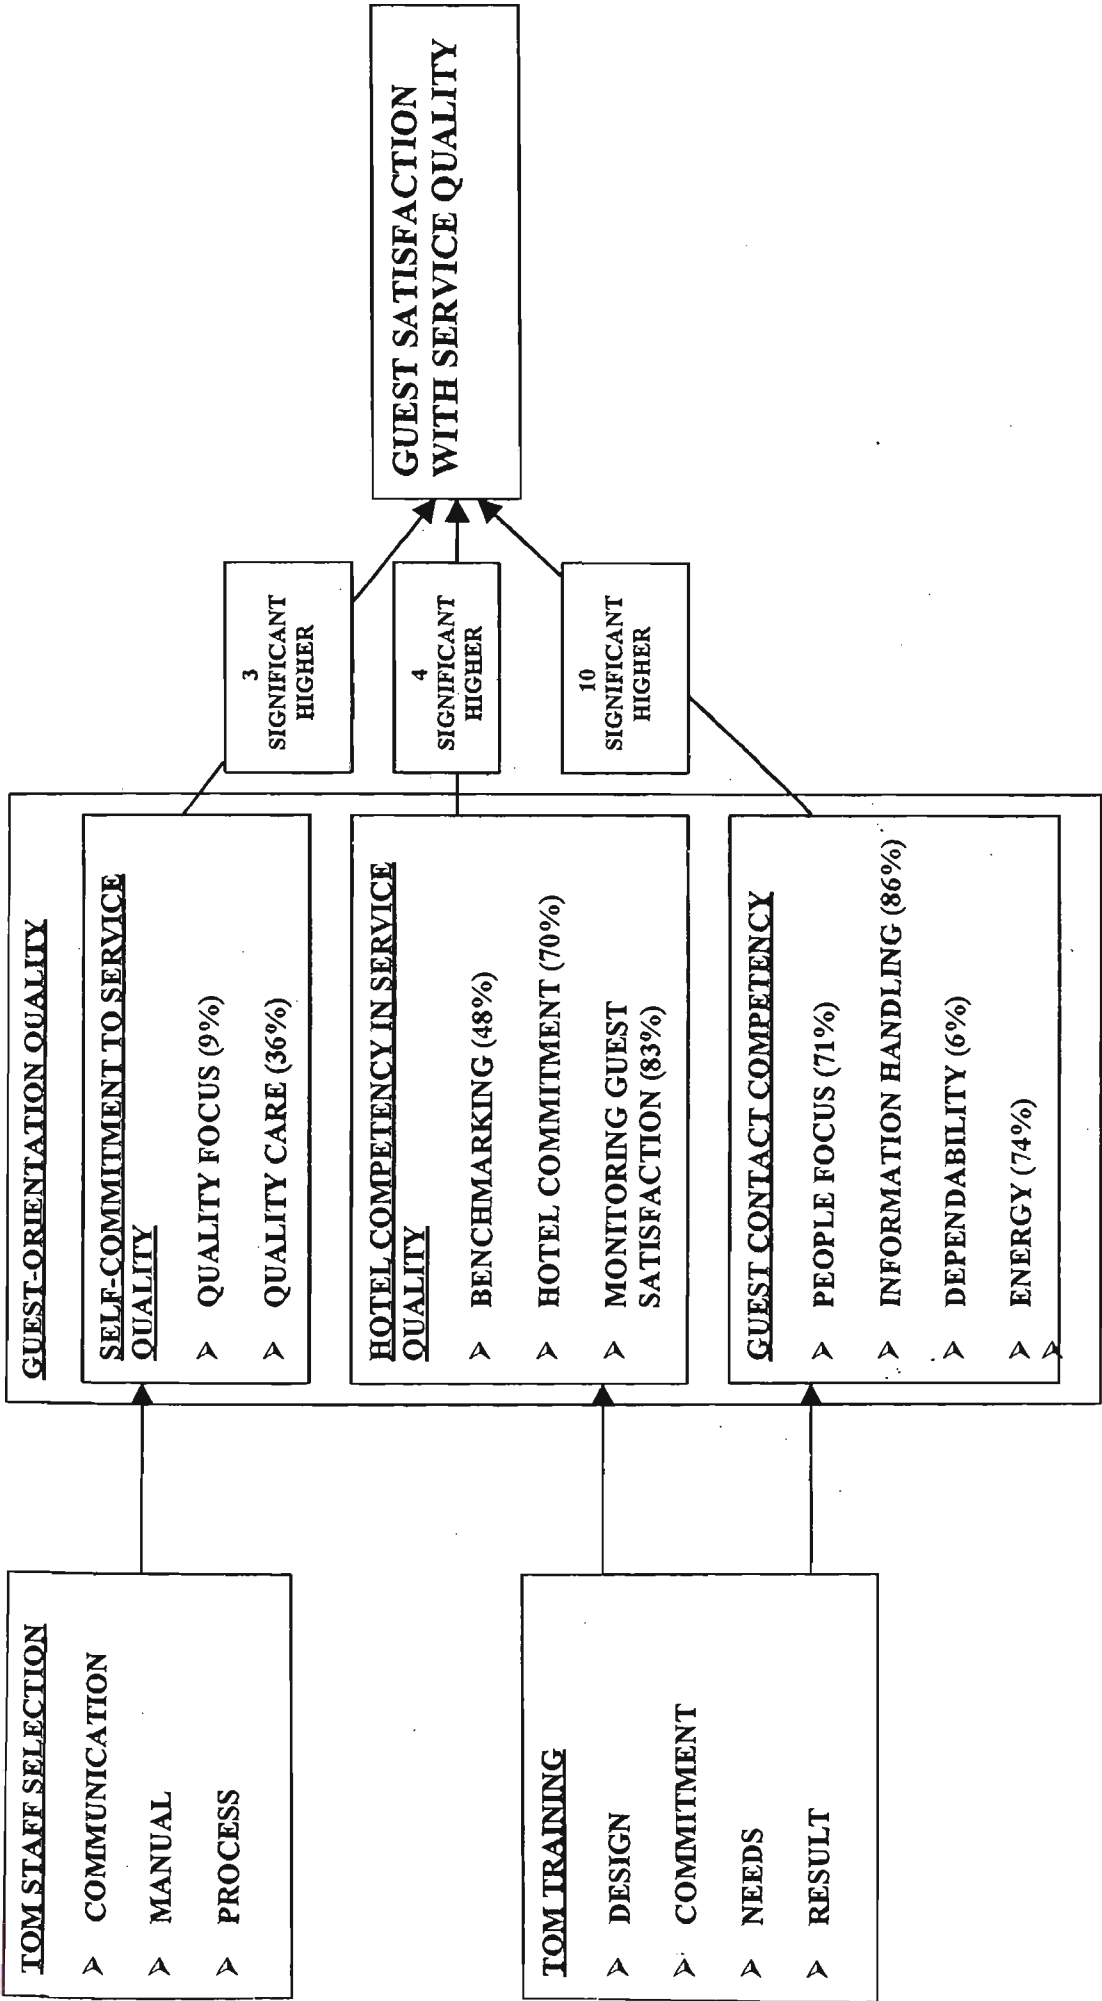 TOM STAFF SELECTION
➢ COMMUNICATION
➢ MANUAL
➢ PROCESS
TOM TRAINING
➢ DESIGN
➢ COMMITMENT
➢ NEEDS
➢ RESULT
GUEST-ORIENTATION QUALITY
SELF-COMMITMENT TO SERVICE
QUALITY
➢ QUALITY FOCUS (9%)
➢ QUALITY CARE (36%)
HOTEL COMPETENCY IN SERVICE
QUALITY
➢ BENCHMARKING (48%)
➢ HOTEL COMMITMENT (70%)
➢ MONITORING GUEST
SATISFACTION (83%)
GUEST CONTACT COMPETENCY
➢ PEOPLE FOCUS (71%)
➢ INFORMATION HANDLING (86%)
➢ DEPENDABILITY (6%)
➢ ENERGY (74%)
➢
3
SIGNIFICANT
HIGHER
4
SIGNIFICANT
HIGHER
10
SIGNIFICANT
HIGHER
GUEST SATISFACTION
WITH SERVICE QUALITY